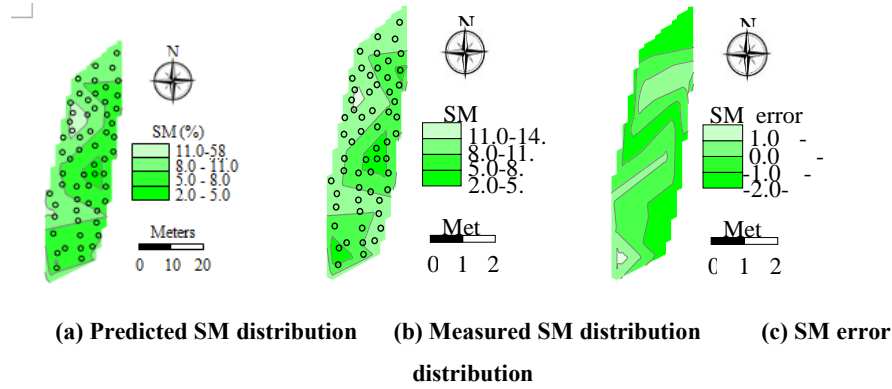 N
SM (%)
11.0-58.
8.0 - 11.0
5.0 - 8.0
2.0 - 5.0
Meters
0 10 20
N
SM
11.0-14.
8.0-11.
5.0-8.
2.0-5.
Met
0 1 2
N
SM error
1.0 -
0.0 -
-1.0 -
-2.0-
Met
0 1 2
(a) Predicted SM distribution (b) Measured SM distribution (c) SM error
distribution